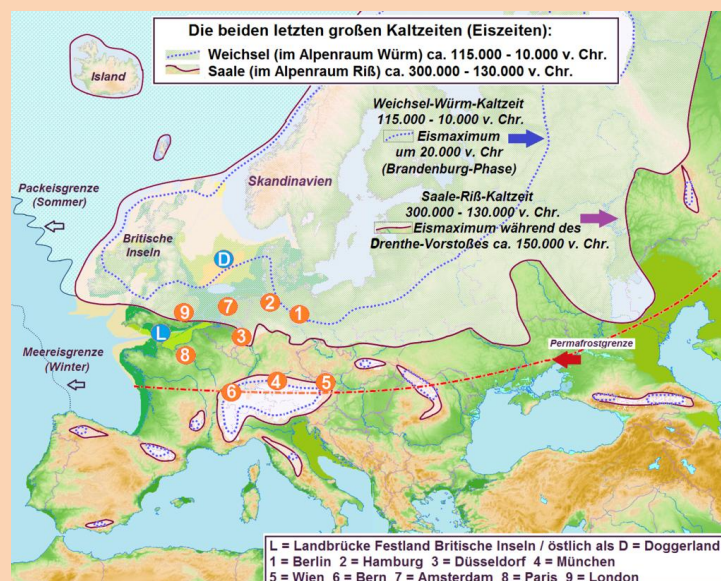 Die beiden letzten großen Kaltzeiten (Eiszeiten):
Weichsel (im Alpenraum Würm) ca. 115.000 - 10.000 v. Chr.
Saale (im Alpenraum Riß) ca. 300.000 - 130.000 v. Chr.
Island
Weichsel-Würm-Kaltzeit
115.000 - 10.000 v. Chr.
Eismaximum
um 20.000 v. Chr
(Brandenburg-Phase)
Skandinavien
Packeisgrenze
(Sommer)
Saale-Riß-Kaltzeit
300.000 - 130.000 v. Chr.
Eismaximum während des
Drenthe-Vorstoßes ca. 150.000 v. Chr.
Britische
Inseln
D
9
7
2
1
L
3
8
Permafrostgrenze
Meereisgrenze
(Winter)
6
4
5
L = Landbrücke Festland Britische Inseln / östlich als D = Doggerland
1 = Berlin 2 = Hamburg 3 = Düsseldorf 4 = München
5 = Wien 6 = Bern 7 = Amsterdam 8 = Paris 9 = London